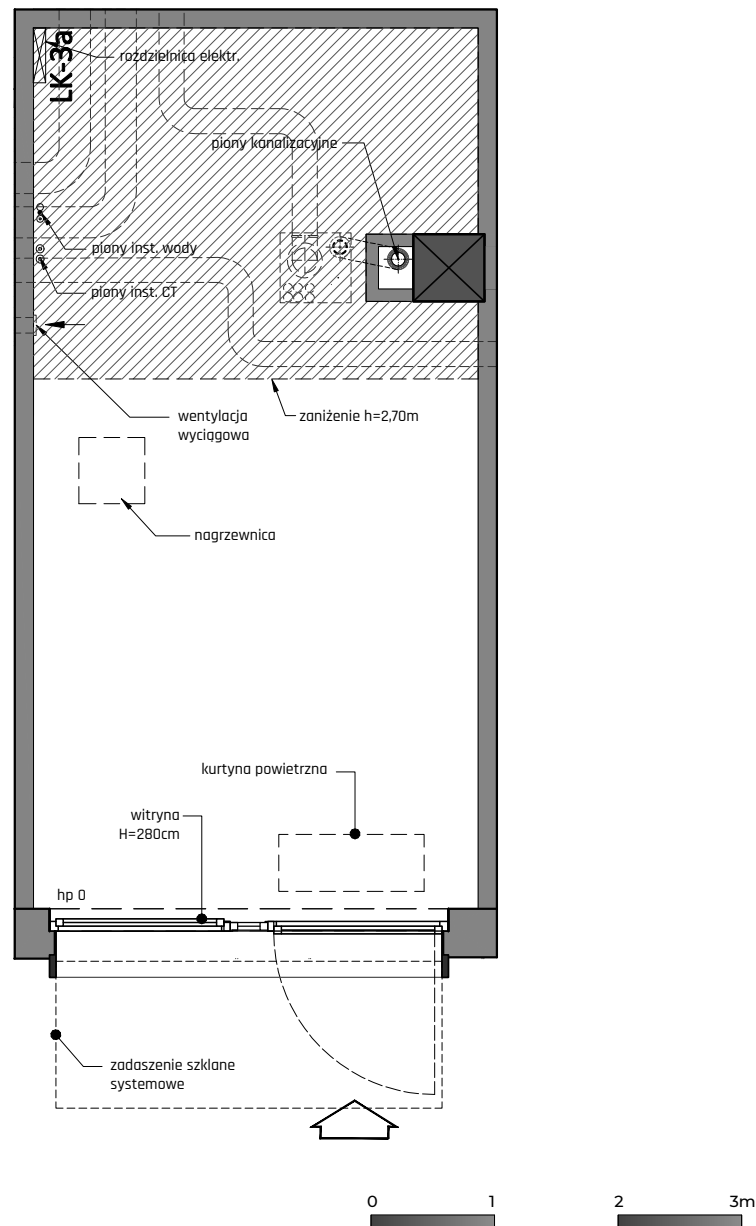 LK-3a
rozdzielnica elektr.
piony kanalizacyjne
piony inst. wody
piony inst. CT
wentylacja
wyciągowa
zaniżenie h=2,70m
nagrzewnica
kurtyna powietrzna
witryna
H=280cm
hp 0
zadaszenie szklane
systemowe
0 1 2 3m